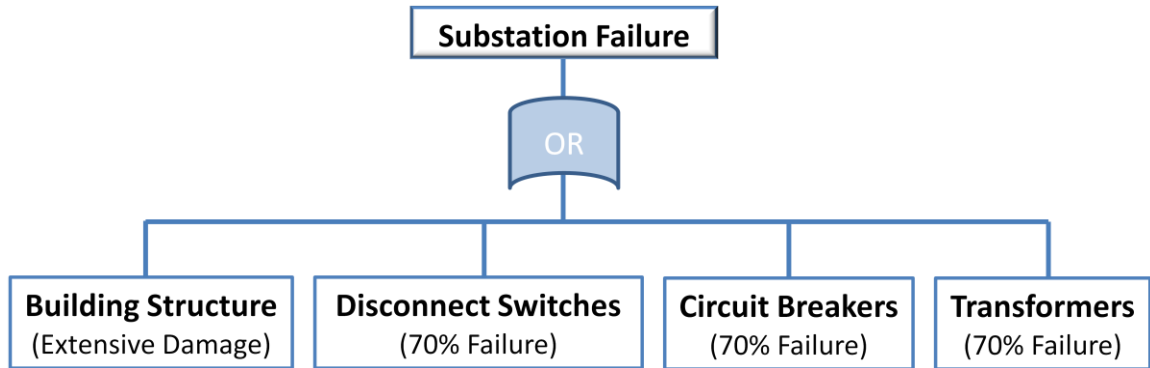 Substation Failure
OR
Building Structure
(Extensive Damage)
Disconnect Switches
(70% Failure)
Circuit Breakers
(70% Failure)
Transformers
(70% Failure)